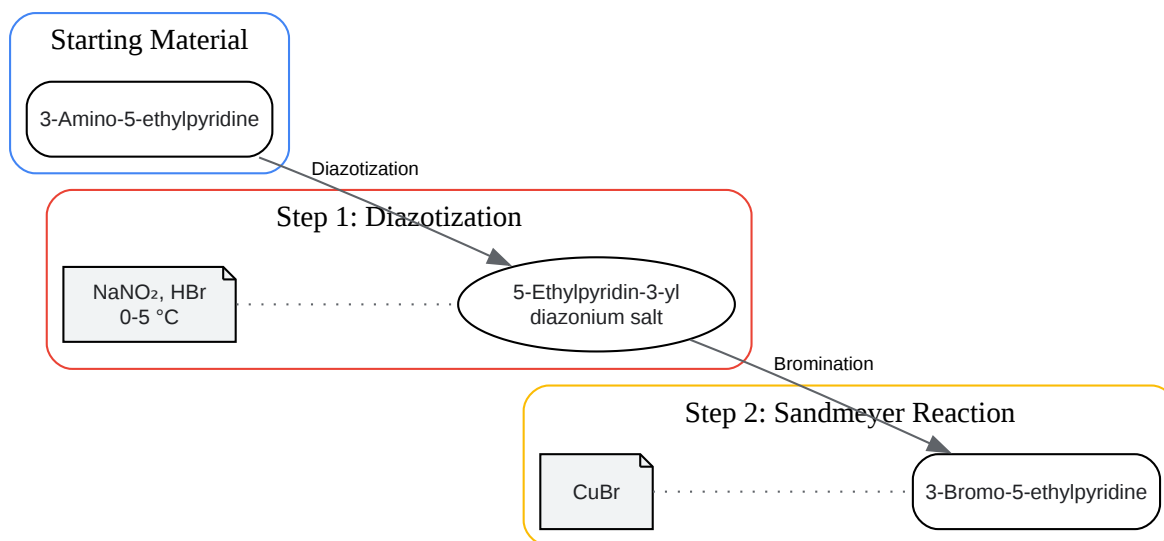 Starting Material
3-Amino-5-ethylpyridine
Diazotization
Step 1: Diazotization
NaNO₂, HBr
0-5 °C
5-Ethylpyridin-3-yl
diazonium salt
Bromination
Step 2: Sandmeyer Reaction
CuBr
3-Bromo-5-ethylpyridine